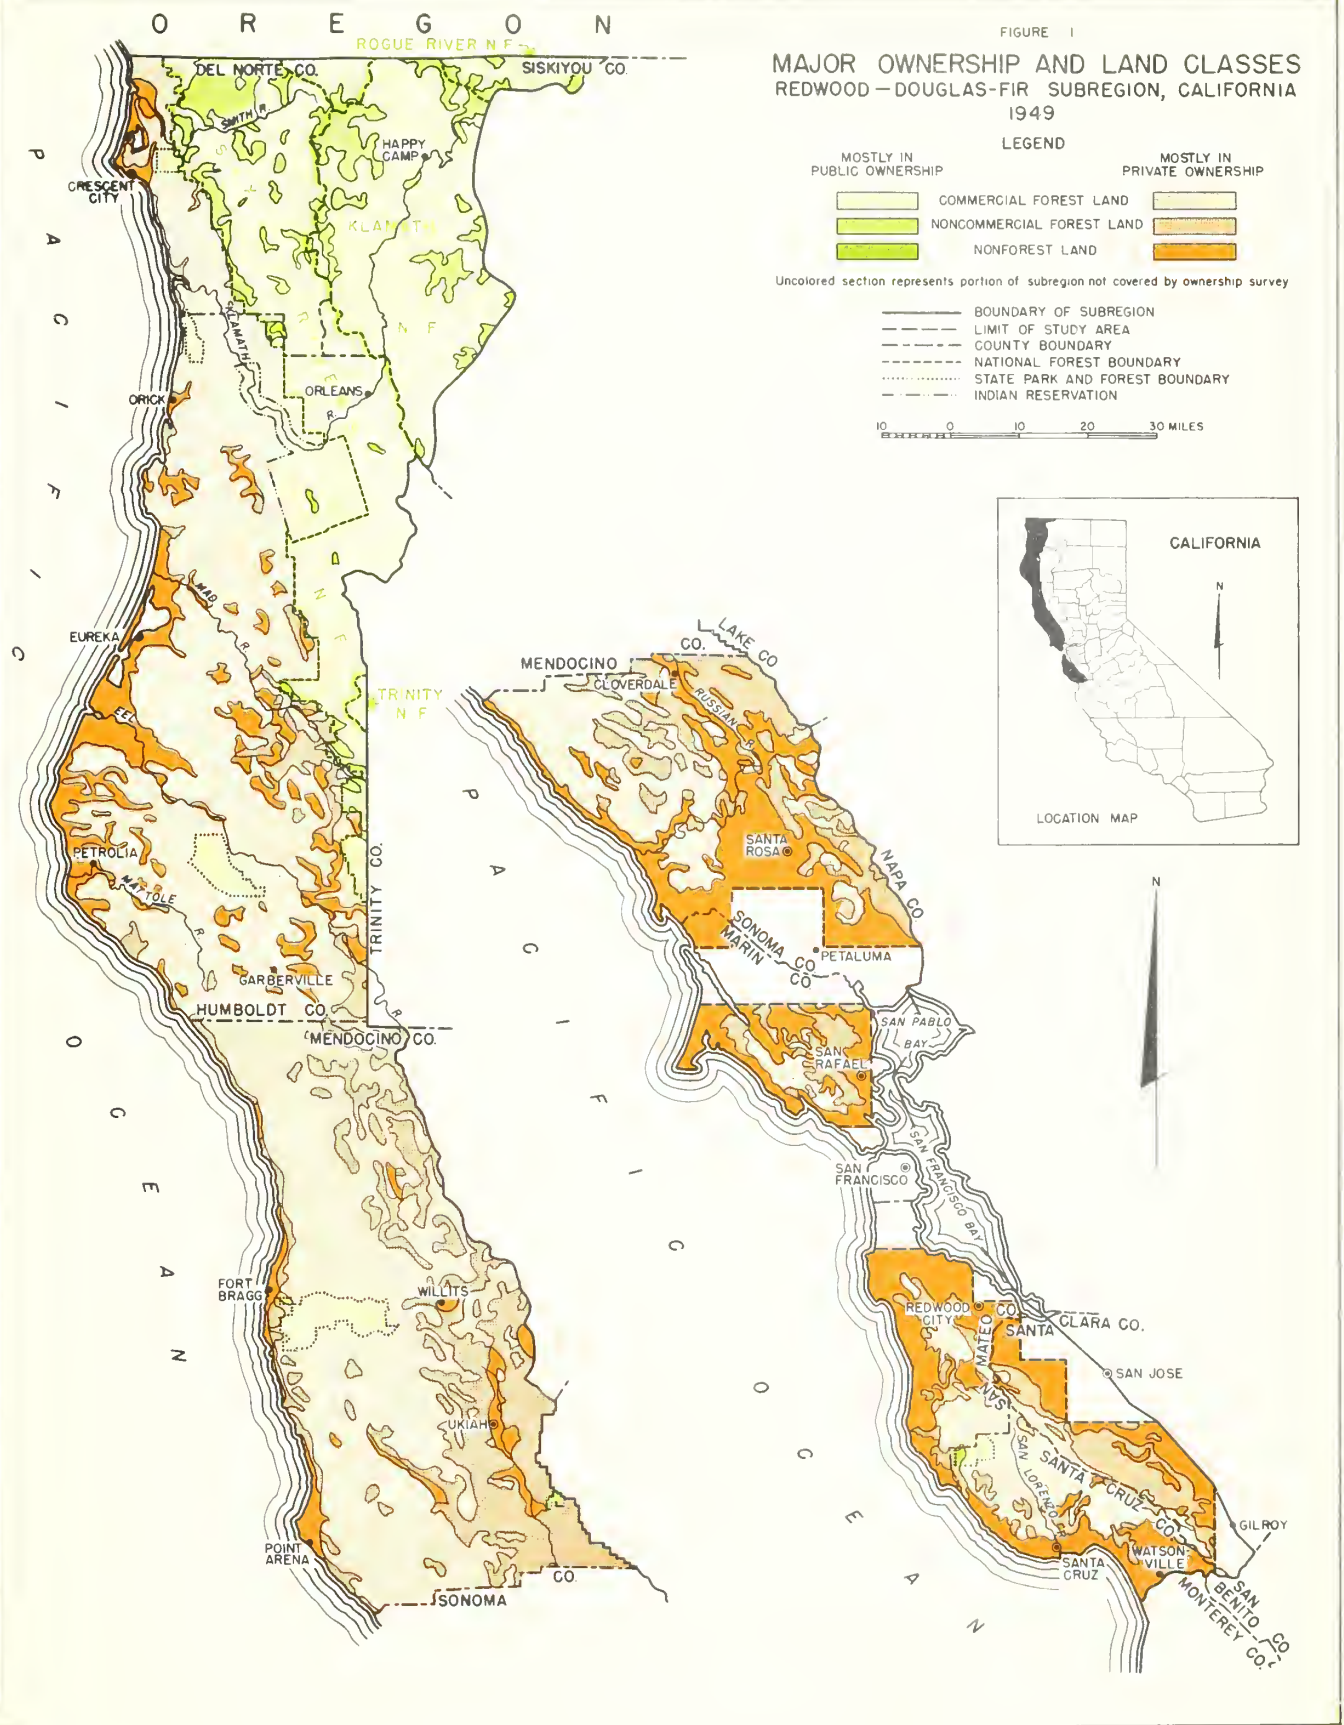 OREGON
ROGUE RIVER N F
DEL NORTE CO.
SISKIYOU CO.
SMITH R.
HAPPY
CAMP
CRESCENT
CITY
KLAMATH
N F
KLAMATH
ORLEANS
R.
ORICK
MAD
R.
EUREKA
N F
TRINITY
N F
EEL
PETROLIA
MATTOLE
R.
TRINITY CO.
GARBERVILLE
HUMBOLDT CO.
R.
MENDOCINO CO.
FORT
BRAGG
WILLITS
UKIAH
POINT
ARENA
SONOMA
CO.
PACIFIC
OCEAN
FIGURE 1
MAJOR OWNERSHIP AND LAND CLASSES
REDWOOD—DOUGLAS-FIR SUBREGION, CALIFORNIA
1949
LEGEND
MOSTLY IN
PUBLIC OWNERSHIP
MOSTLY IN
PRIVATE OWNERSHIP
COMMERCIAL FOREST LAND
NONCOMMERCIAL FOREST LAND
NONFOREST LAND
Uncolored section represents portion of subregion not covered by ownership survey
BOUNDARY OF SUBREGION
LIMIT OF STUDY AREA
COUNTY BOUNDARY
NATIONAL FOREST BOUNDARY
STATE PARK AND FOREST BOUNDARY
INDIAN RESERVATION
10 0 10 20 30 MILES
CALIFORNIA
N
LOCATION MAP
N
LAKE CO
MENDOCINO CO.
CLOVERDALE
RUSSIAN R.
SANTA
ROSA
NAPA CO.
SONOMA CO
MARIN CO
PETALUMA
SAN PABLO
BAY
SAN
RAFAEL
SAN
FRANCISCO
SAN FRANCISCO BAY
REDWOOD
CITY
SAN MATEO CO.
SANTA CLARA CO.
SAN JOSE
SAN LORENZO R.
SANTA CRUZ CO.
GILROY
WATSON-
VILLE
SANTA
CRUZ
SAN
BENITO CO
MONTEREY CO.
PACIFIC
OCEAN